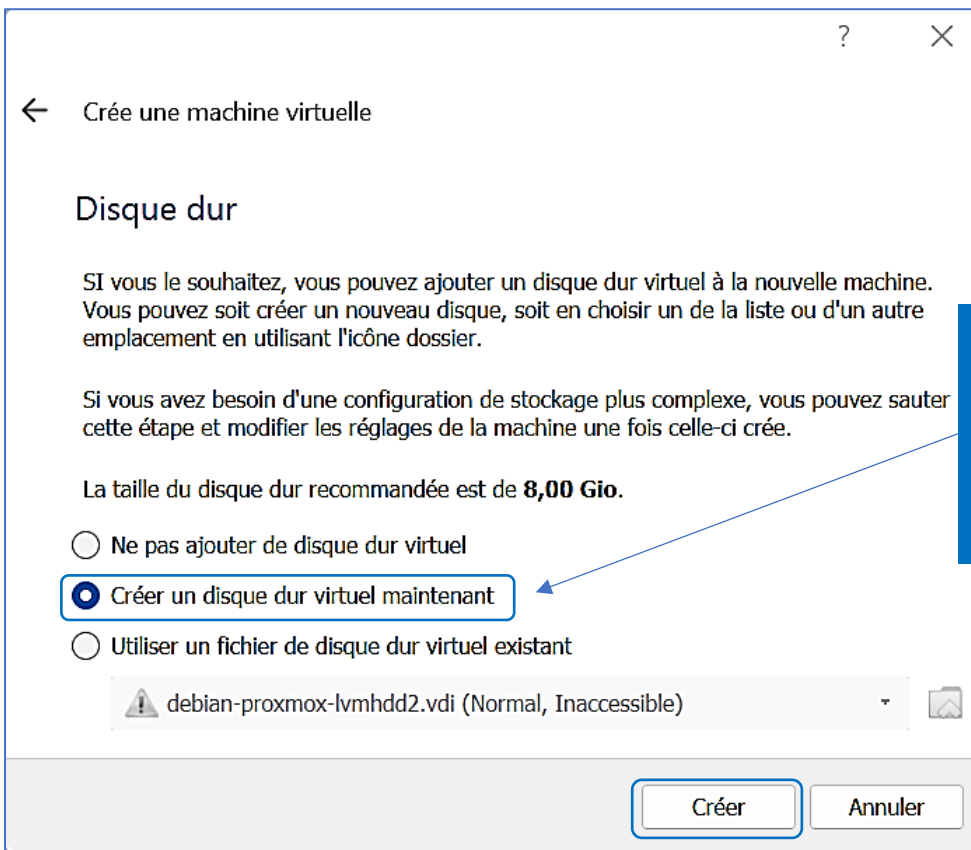 ?
Crée une machine virtuelle
Disque dur
SI vous le souhaitez, vous pouvez ajouter un disque dur virtuel à la nouvelle machine.
Vous pouvez soit créer un nouveau disque, soit en choisir un de la liste ou d'un autre
emplacement en utilisant l'icône dossier.
Si vous avez besoin d'une configuration de stockage plus complexe, vous pouvez sauter
cette étape et modifier les réglages de la machine une fois celle-ci crée.
La taille du disque dur recommandée est de 8,00 Gio.
Ne pas ajouter de disque dur virtuel
Créer un disque dur virtuel maintenant
Utiliser un fichier de disque dur virtuel existant
debian-proxmox-lvmhdd2.vdi (Normal, Inaccessible)
Créer Annuler